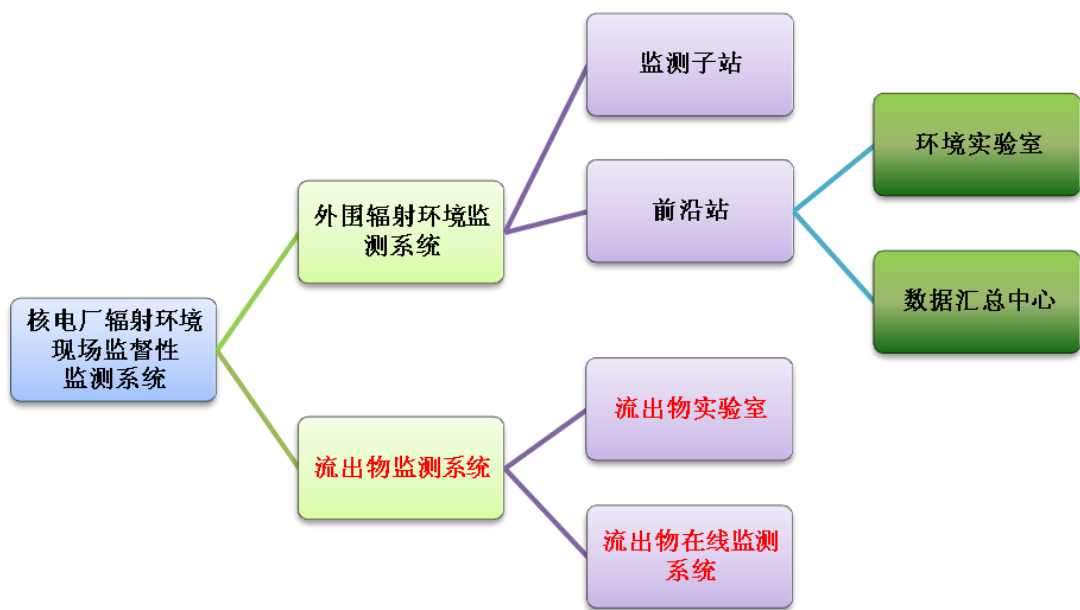 监测子站
环境实验室
外围辐射环境监
测系统
前沿站
数据汇总中心
核电厂辐射环境
现场监督性
监测系统
流出物实验室
流出物监测系统
流出物在线监测
系统